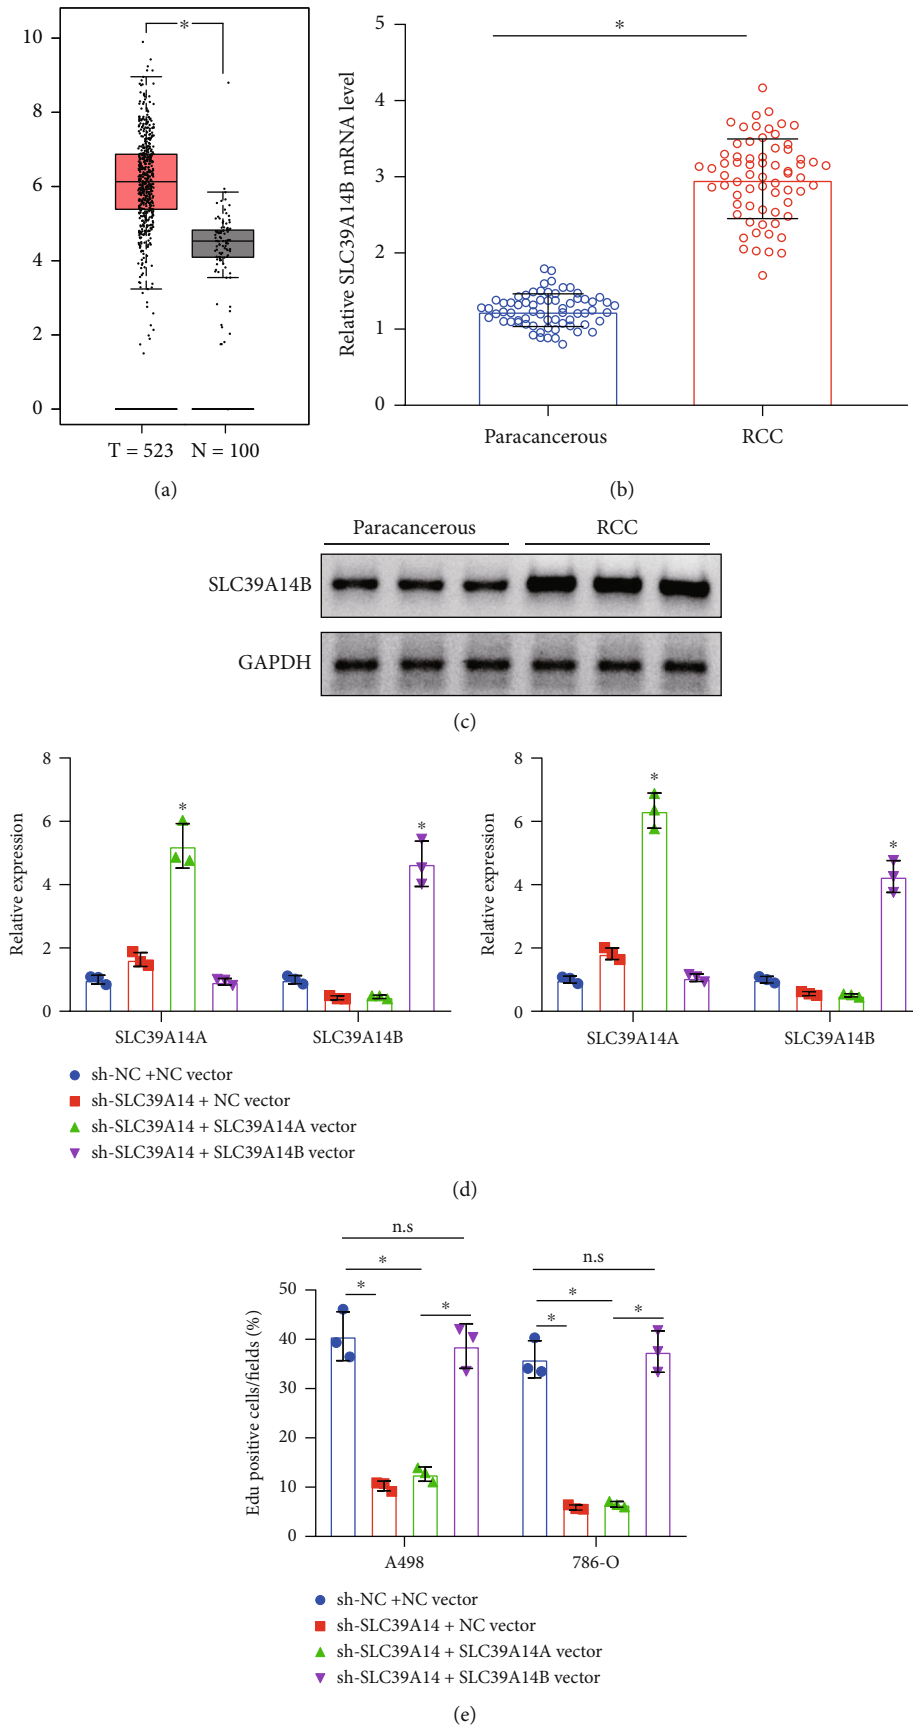 10
8
6
4
2
0
*
T = 523 N = 100
(a)
Relative SLC39A14B mRNA level
5
4
3
2
1
0
*
Paracancerous RCC
(b)
Paracancerous RCC
SLC39A14B
GAPDH
(c)
Relative expression
8
6
4
2
0
*
*
SLC39A14A SLC39A14B
Relative expression
8
6
4
2
0
*
*
SLC39A14A SLC39A14B
sh-NC +NC vector
sh-SLC39A14 + NC vector
sh-SLC39A14 + SLC39A14A vector
sh-SLC39A14 + SLC39A14B vector
(d)
Edu positive cells/fields (%)
50
40
30
20
10
0
n.s
*
*
*
n.s
*
*
*
A498 786-O
sh-NC +NC vector
sh-SLC39A14 + NC vector
sh-SLC39A14 + SLC39A14A vector
sh-SLC39A14 + SLC39A14B vector
(e)